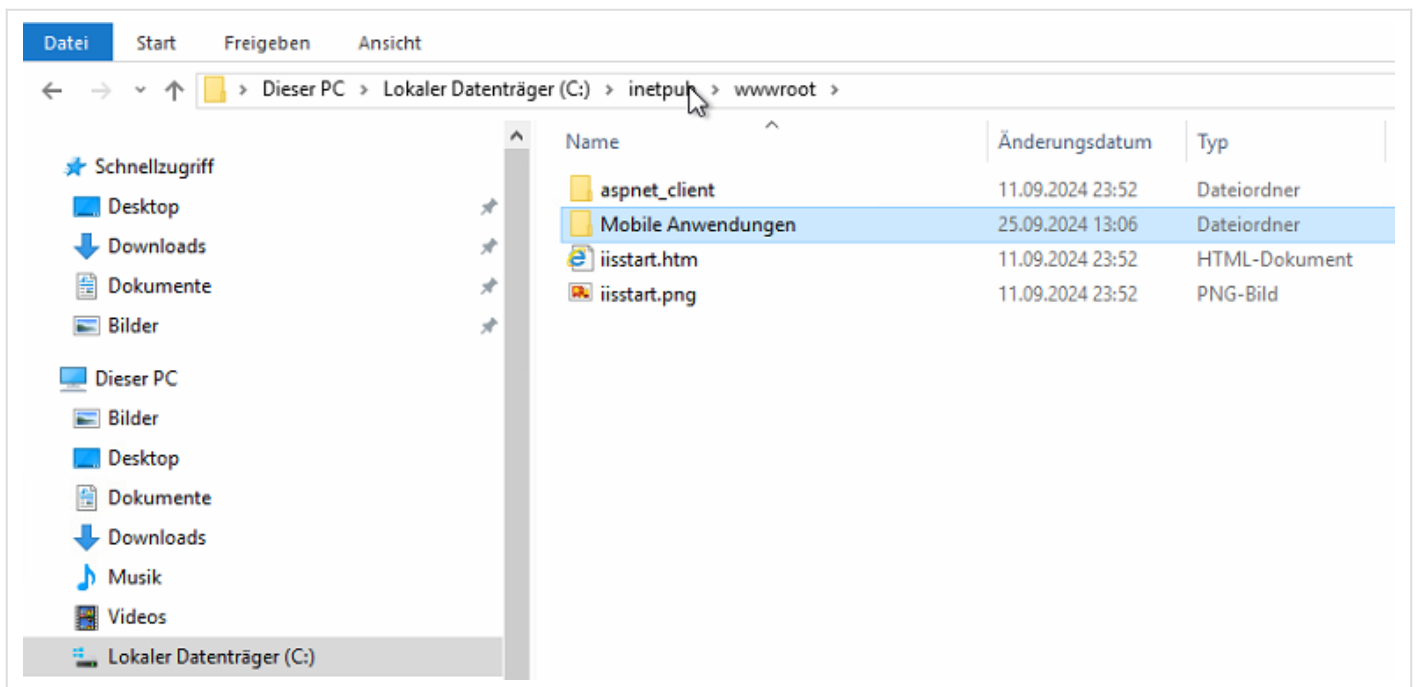 Datei Start Freigeben Ansicht
Dieser PC > Lokaler Datenträger (C:) > inetpub > wwwroot >
Name Änderungsdatum Typ
Schnellzugriff
Desktop
Downloads
Dokumente
Bilder
Dieser PC
Bilder
Desktop
Dokumente
Downloads
Musik
Videos
Lokaler Datenträger (C:)
aspnet_client 11.09.2024 23:52 Dateiordner
Mobile Anwendungen 25.09.2024 13:06 Dateiordner
iisstart.htm 11.09.2024 23:52 HTML-Dokument
iisstart.png 11.09.2024 23:52 PNG-Bild